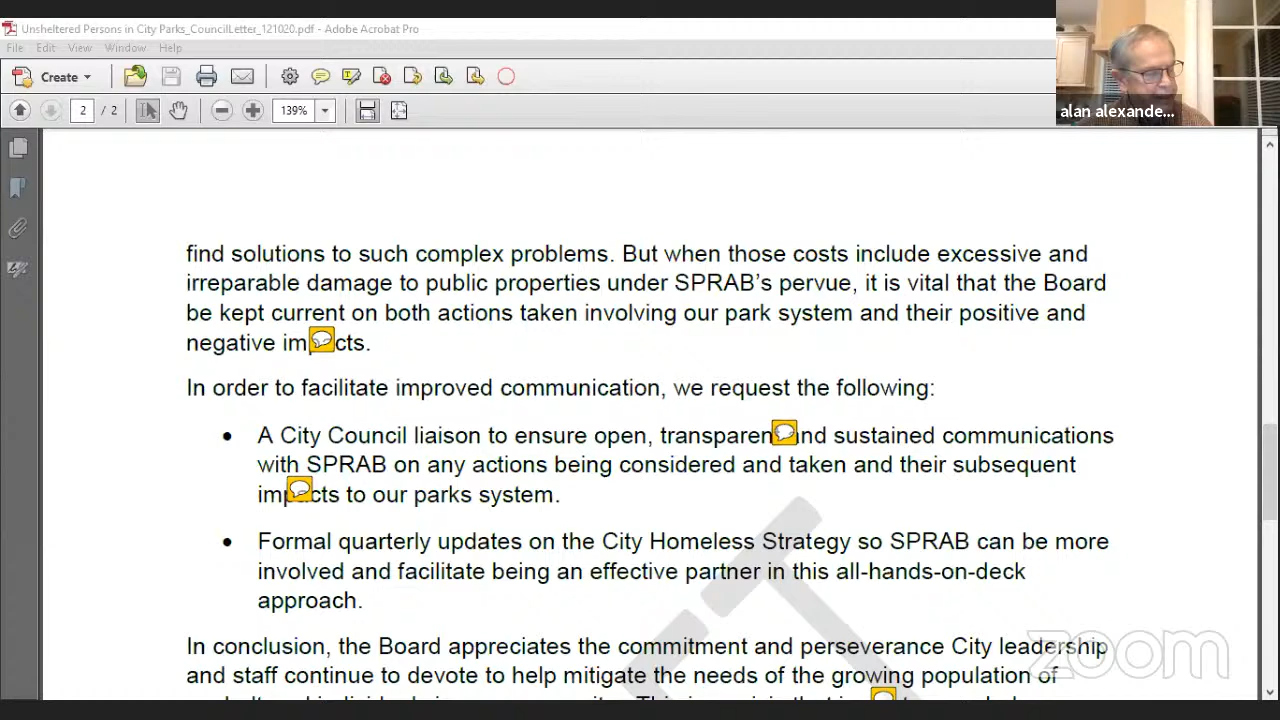 Unsheltered Persons in City Parks_CouncilLetter_121020.pdf - Adobe Acrobat Pro
File Edit View Window Help
Create
2 / 2 139%
alan alexande...
find solutions to such complex problems. But when those costs include excessive and
irreparable damage to public properties under SPRAB's pervue, it is vital that the Board
be kept current on both actions taken involving our park system and their positive and
negative impacts.
In order to facilitate improved communication, we request the following:
• A City Council liaison to ensure open, transparent and sustained communications
with SPRAB on any actions being considered and taken and their subsequent
impacts to our parks system.
• Formal quarterly updates on the City Homeless Strategy so SPRAB can be more
involved and facilitate being an effective partner in this all-hands-on-deck
approach.
In conclusion, the Board appreciates the commitment and perseverance City leadership
and staff continue to devote to help mitigate the needs of the growing population of
zoom